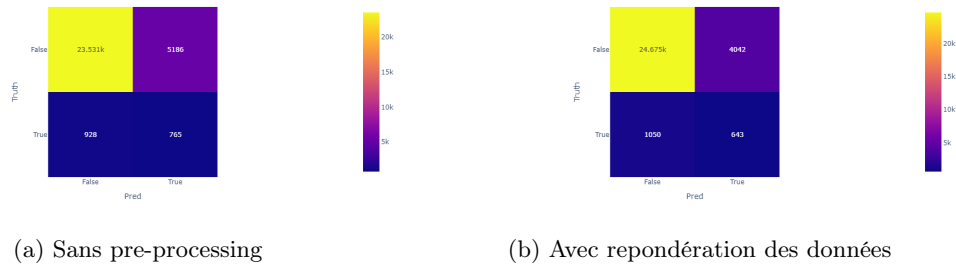 False
23.531k
5186
20k
15k
Truth
10k
True
928
765
5k
False
True
Pred
False
24.675k
4042
20k
15k
Truth
10k
True
1050
643
5k
False
True
Pred
(a) Sans pre-processing
(b) Avec repondération des données